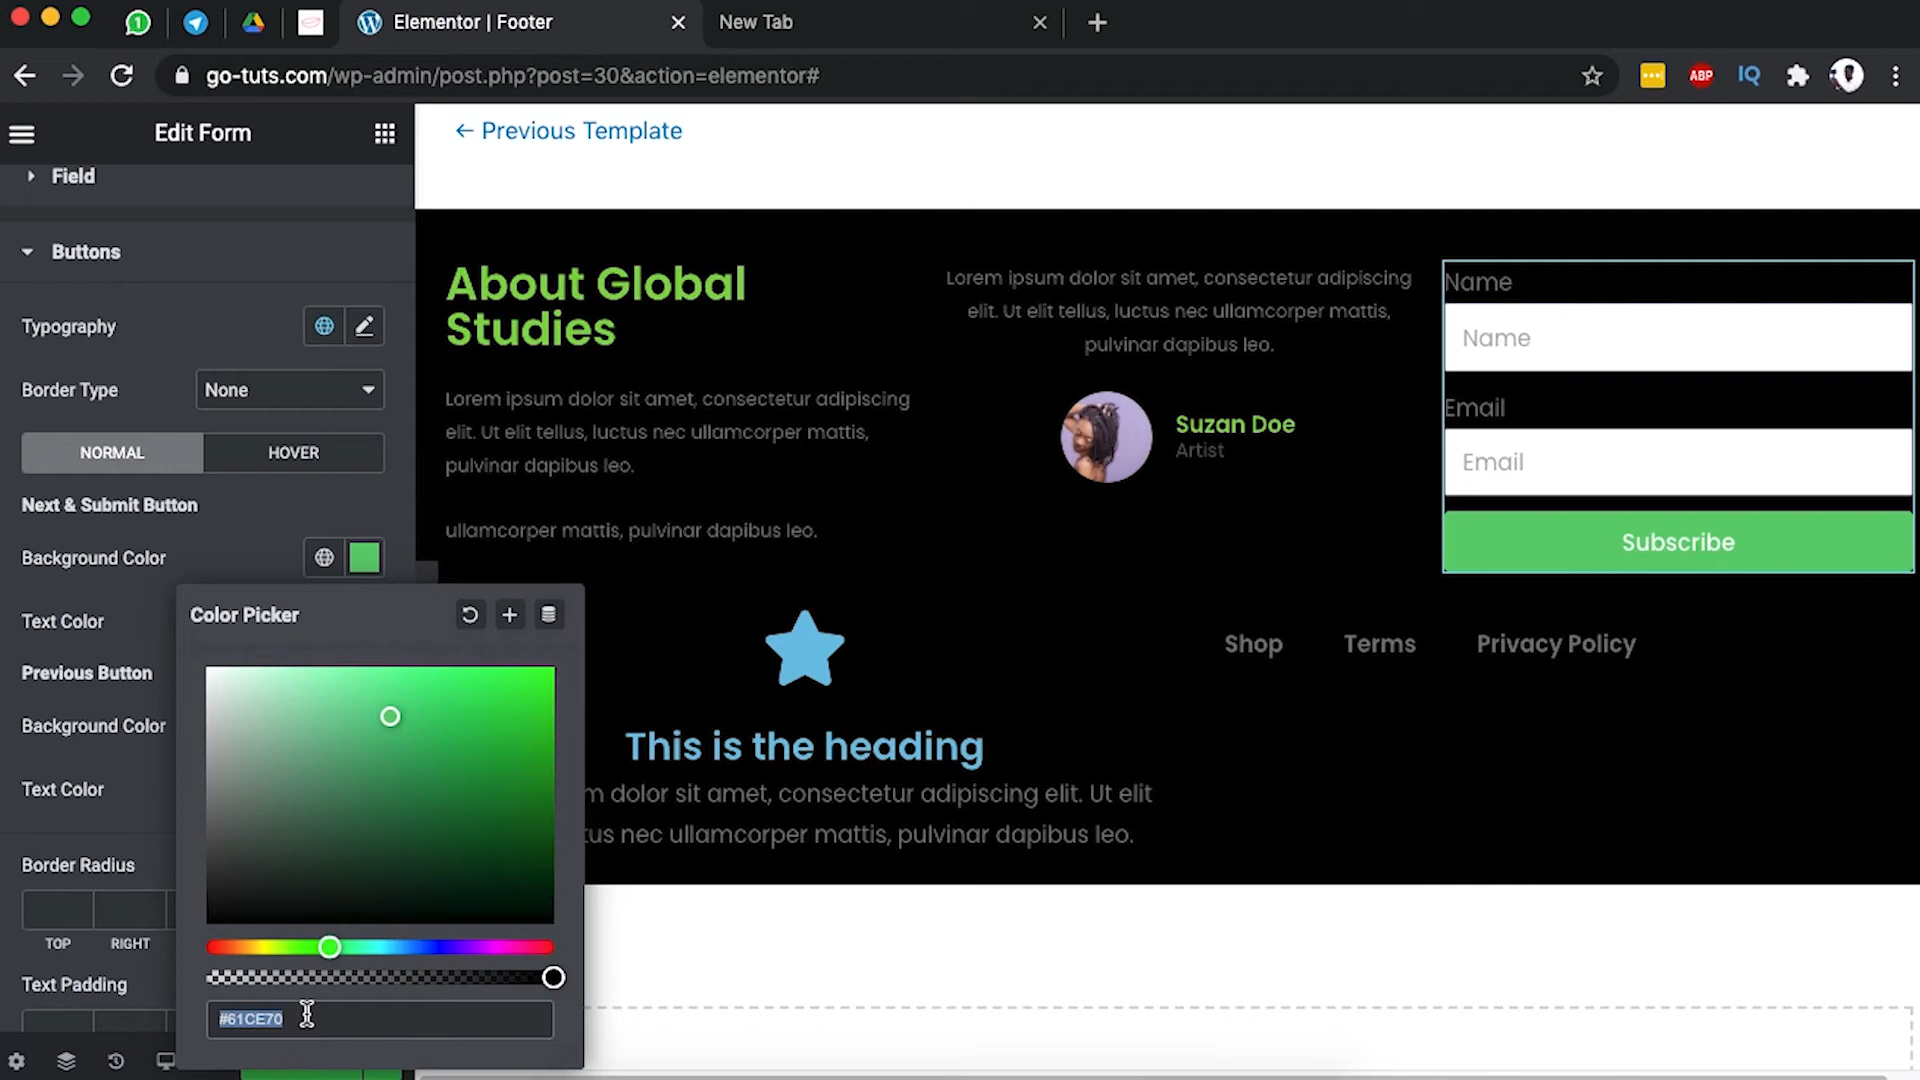 Elementor | Footer
New Tab
go-tuts.com/wp-admin/post.php?post=30&action=elementor#
ABP
IQ
Edit Form
Field
Buttons
Typography
Border Type
None
NORMAL
HOVER
Next & Submit Button
Background Color
Text Color
Previous Button
Background Color
Text Color
Border Radius
TOP
RIGHT
Text Padding
Color Picker
#61CE70
← Previous Template
About Global
Studies
Lorem ipsum dolor sit amet, consectetur adipiscing
elit. Ut elit tellus, luctus nec ullamcorper mattis,
pulvinar dapibus leo.
ullamcorper mattis, pulvinar dapibus leo.
Lorem ipsum dolor sit amet, consectetur adipiscing
elit. Ut elit tellus, luctus nec ullamcorper mattis,
pulvinar dapibus leo.
Suzan Doe
Artist
Name
Name
Email
Email
Subscribe
This is the heading
m dolor sit amet, consectetur adipiscing elit. Ut elit
tus nec ullamcorper mattis, pulvinar dapibus leo.
Shop
Terms
Privacy Policy